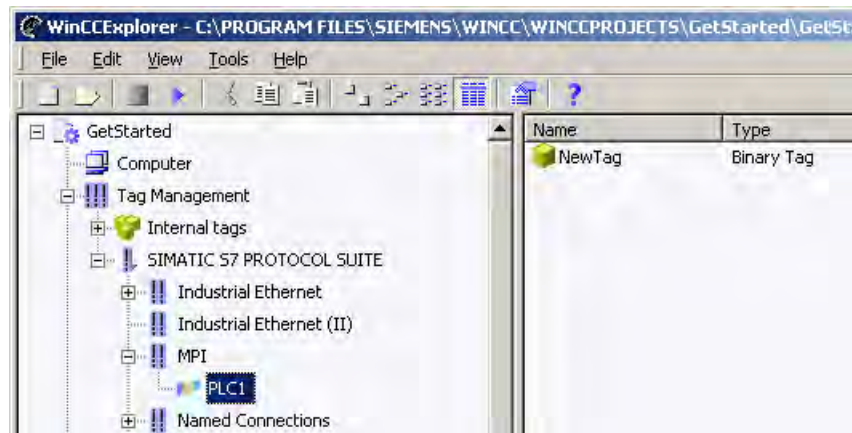 WinCCExplorer - C:\PROGRAM FILES\SIEMENS\WINCC\WINCCPROJECTS\GetStarted\GetSt
File Edit View Tools Help
GetStarted
Computer
Tag Management
Internal tags
SIMATIC S7 PROTOCOL SUITE
Industrial Ethernet
Industrial Ethernet (II)
MPI
PLC1
Named Connections
Name Type
NewTag Binary Tag